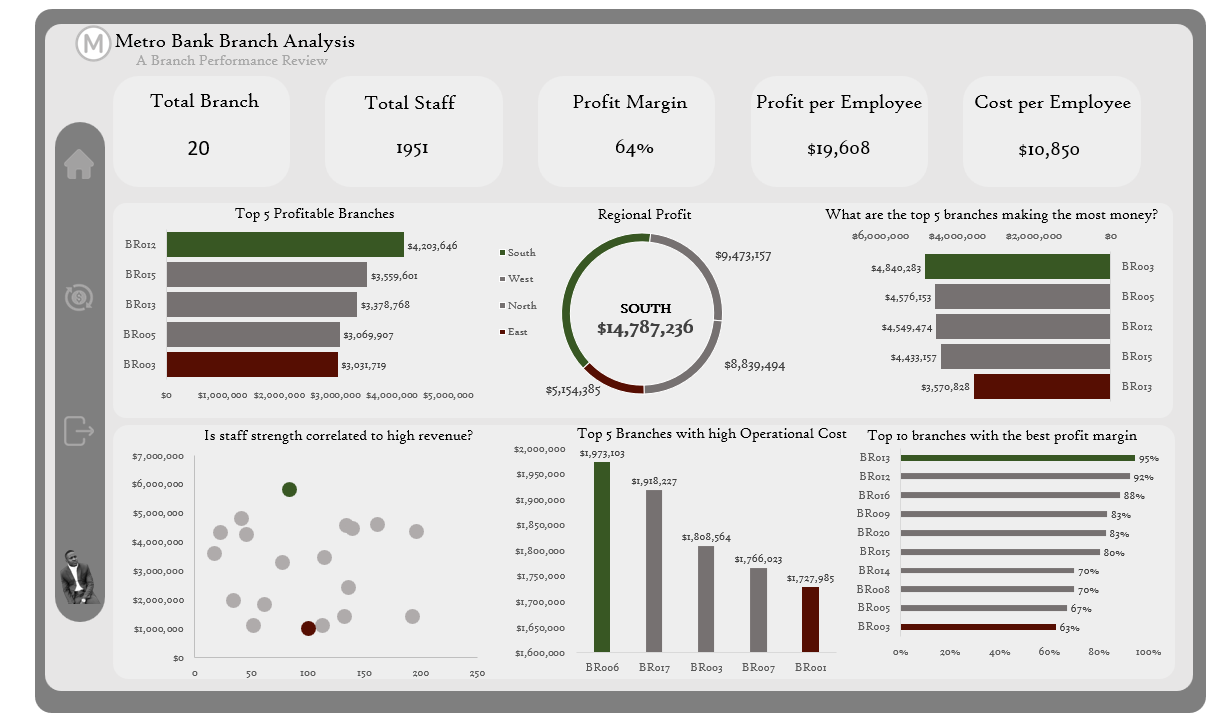 M Metro Bank Branch Analysis
A Branch Performance Review
Total Branch
20
Total Staff
1951
Profit Margin
64%
Profit per Employee
$19,608
Cost per Employee
$10,850
Top 5 Profitable Branches
BR012 $4,203,646
BR015 $3,559,601
BR013 $3,378,768
BR005 $3,069,907
BR003 $3,031,719
$0 $1,000,000 $2,000,000 $3,000,000 $4,000,000 $5,000,000
Regional Profit
South
West
North
East
$9,473,157
SOUTH
$14,787,236
$8,839,494
$5,154,385
What are the top 5 branches making the most money?
$6,000,000 $4,000,000 $2,000,000 $0
$4,840,283 BR003
$4,576,153 BR005
$4,549,474 BR012
$4,433,157 BR015
$3,570,828 BR013
Is staff strength correlated to high revenue?
$7,000,000
$6,000,000
$5,000,000
$4,000,000
$3,000,000
$2,000,000
$1,000,000
$0
0 50 100 150 200 250
Top 5 Branches with high Operational Cost
$2,000,000
$1,950,000
$1,900,000
$1,850,000
$1,800,000
$1,750,000
$1,700,000
$1,650,000
$1,600,000
$1,973,103
$1,918,227
$1,808,564
$1,766,023
$1,727,985
BR006 BR017 BR003 BR007 BR001
Top 10 branches with the best profit margin
BR013 95%
BR012 92%
BR016 88%
BR009 83%
BR020 83%
BR015 80%
BR014 70%
BR008 70%
BR005 67%
BR003 63%
0% 20% 40% 60% 80% 100%